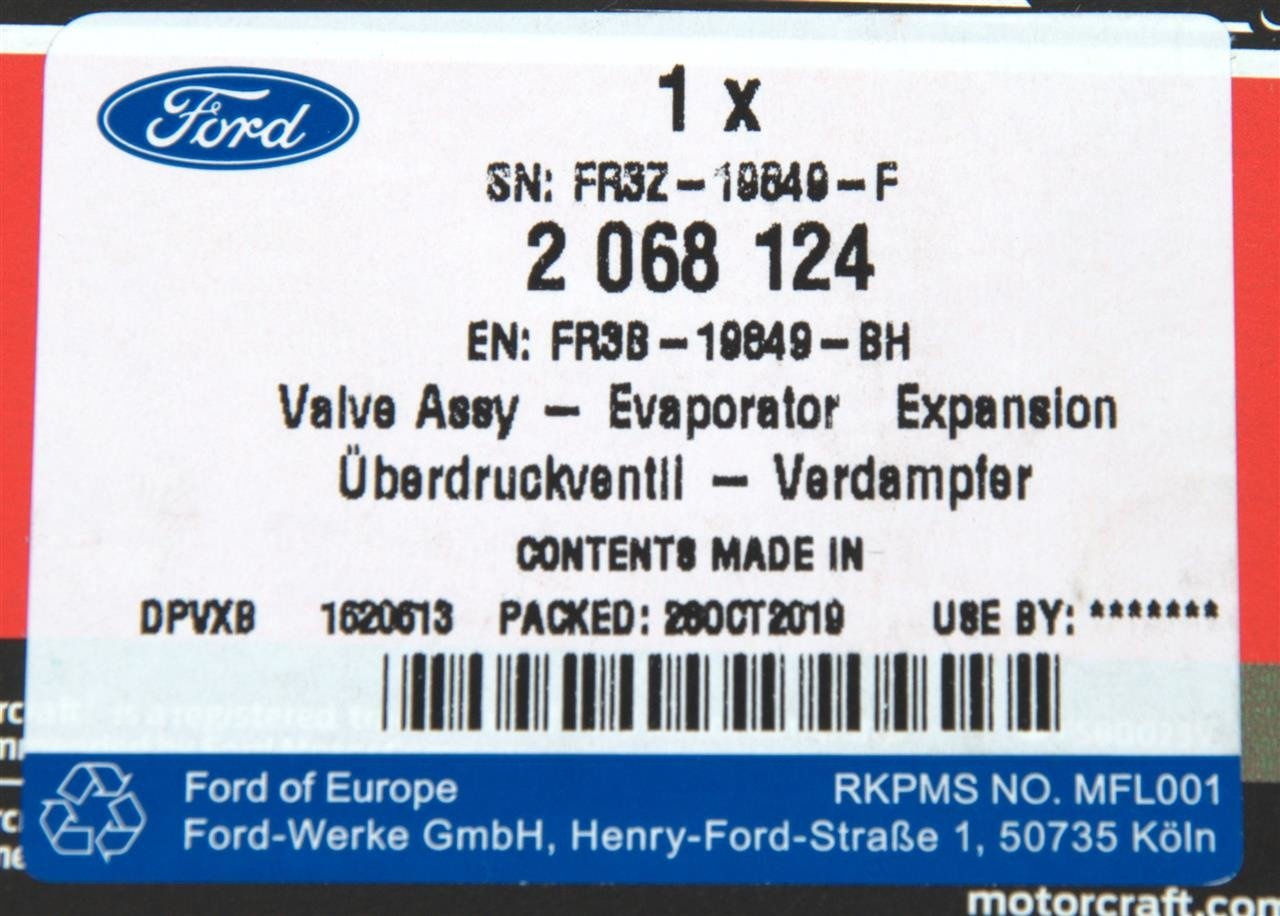 Ford
1 x
SN: FR3Z-19849-F
2 068 124
EN: FR3B-19849-BH
Valve Assy - Evaporator Expansion
Überdruckventil - Verdampfer
CONTENTS MADE IN
DPVXB 1620613 PACKED: 26OCT2019 USE BY: *******
Ford of Europe RKPMS NO. MFL001
Ford-Werke GmbH, Henry-Ford-Straße 1, 50735 Köln
motorcraft.com